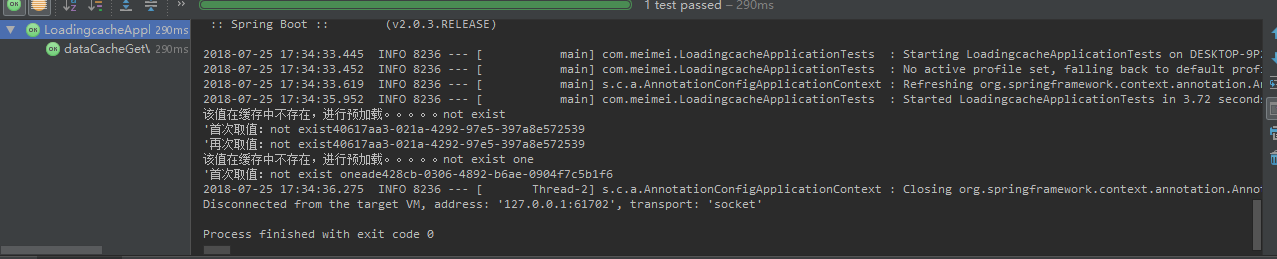 1 test passed – 290ms
LoadingcacheAppl 290ms
dataCacheGet 290ms
:: Spring Boot :: (v2.0.3.RELEASE)
2018-07-25 17:34:33.445 INFO 8236 --- [ main] com.meimei.LoadingcacheApplicationTests : Starting LoadingcacheApplicationTests on DESKTOP-9P
2018-07-25 17:34:33.452 INFO 8236 --- [ main] com.meimei.LoadingcacheApplicationTests : No active profile set, falling back to default prof
2018-07-25 17:34:33.619 INFO 8236 --- [ main] s.c.a.AnnotationConfigApplicationContext : Refreshing org.springframework.context.annotation.A
2018-07-25 17:34:35.952 INFO 8236 --- [ main] com.meimei.LoadingcacheApplicationTests : Started LoadingcacheApplicationTests in 3.72 second
该值在缓存中不存在，进行预加载。。。。。not exist
'首次取值：not exist40617aa3-021a-4292-97e5-397a8e572539
'再次取值：not exist40617aa3-021a-4292-97e5-397a8e572539
该值在缓存中不存在，进行预加载。。。。。not exist one
'首次取值：not exist oneade428cb-0306-4892-b6ae-0904f7c5b1f6
2018-07-25 17:34:36.275 INFO 8236 --- [ Thread-2] s.c.a.AnnotationConfigApplicationContext : Closing org.springframework.context.annotation.Anno
Disconnected from the target VM, address: '127.0.0.1:61702', transport: 'socket'
Process finished with exit code 0